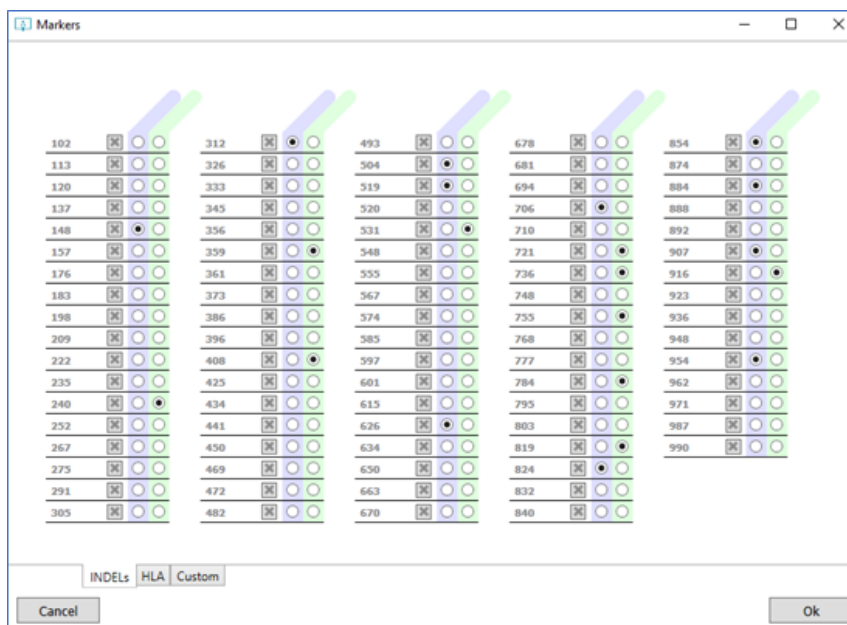 Markers
102 312 493 678 854
113 326 504 681 874
120 333 519 694 884
137 345 520 706 888
148 356 531 710 892
157 359 548 721 907
176 361 555 736 916
183 373 567 748 923
198 386 574 755 936
209 396 585 768 948
222 408 597 777 954
235 425 601 784 962
240 434 615 795 971
252 441 626 803 987
267 450 634 819 990
275 469 650 824
291 472 663 832
305 482 670 840
INDELs HLA Custom
Cancel Ok